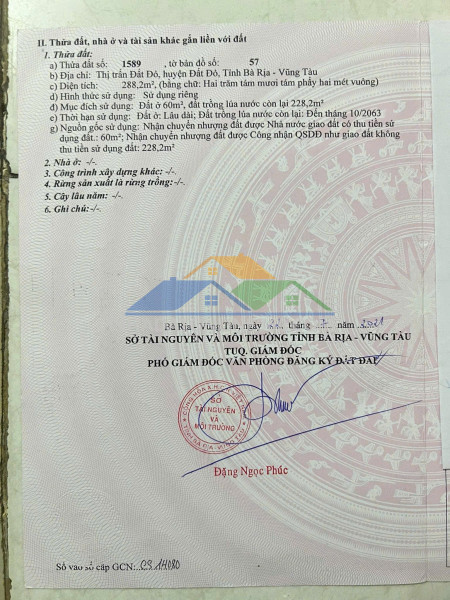 II. Thửa đất, nhà ở và tài sản khác gắn liền với đất
1. Thửa đất:
a) Thửa đất số: 1589 , tờ bản đồ số: 57
b) Địa chỉ: Thị trấn Đất Đỏ, huyện Đất Đỏ, Tỉnh Bà Rịa - Vũng Tàu
c) Diện tích: 288,2m², (bằng chữ: Hai trăm tám mươi tám phẩy hai mét vuông)
d) Hình thức sử dụng: Sử dụng riêng
đ) Mục đích sử dụng: Đất ở 60m², đất trồng lúa nước còn lại 228,2m²
e) Thời hạn sử dụng: Đất ở: Lâu dài; Đất trồng lúa nước còn lại: Đến tháng 10/2063
g) Nguồn gốc sử dụng: Nhận chuyển nhượng đất được Nhà nước giao đất có thu tiền sử
dụng đất : 60m²; Nhận chuyển nhượng đất được Công nhận QSDĐ như giao đất không
thu tiền sử dụng đất: 228,2m²
2. Nhà ở: -/-.
3. Công trình xây dựng khác: -/-
4. Rừng sản xuất là rừng trồng:-/-.
5. Cây lâu năm: -/-
6. Ghi chú:-/-.
Bà Rịa - Vũng Tàu, ngày tháng năm 2021
SỞ TÀI NGUYÊN VÀ MÔI TRƯỜNG TỈNH BÀ RỊA - VŨNG TÀU
TUQ. GIÁM ĐỐC
PHÓ GIÁM ĐỐC VĂN PHÒNG ĐĂNG KÝ ĐẤT ĐAI
SỞ
TÀI NGUYÊN
VÀ
MÔI TRƯỜNG
Đặng Ngọc Phúc
Số vào sổ cấp GCN: CS 14080